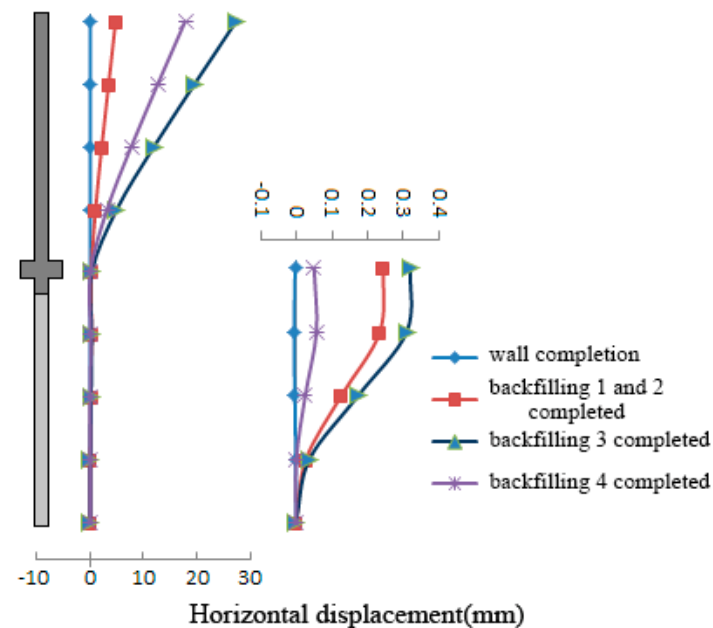 -0.1 0 0.1 0.2 0.3 0.4
wall completion
backfilling 1 and 2
completed
backfilling 3 completed
backfilling 4 completed
-10 0 10 20 30
Horizontal displacement(mm)